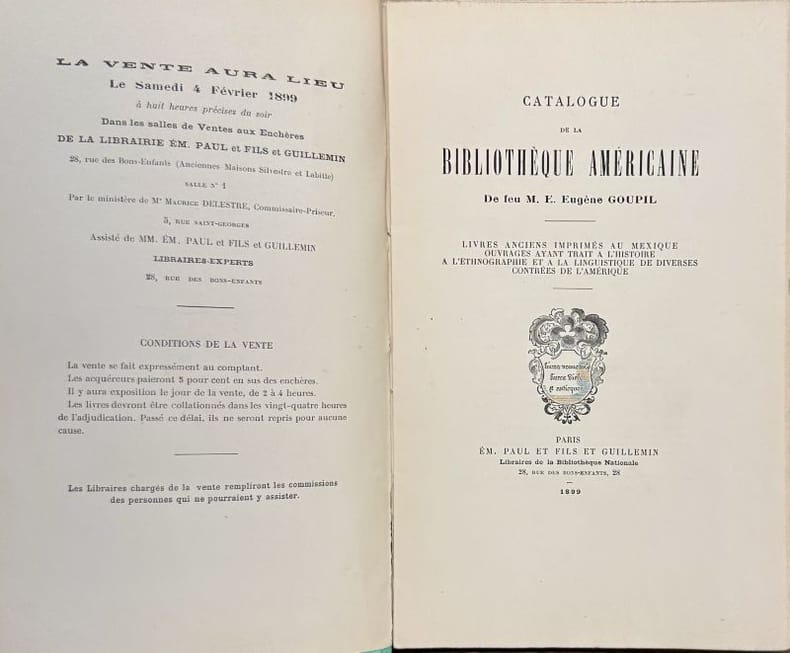 LA VENTE AURA LIEU
Le Samedi 4 Février 1899
à huit heures précises du soir
Dans les salles de Ventes aux Enchères
DE LA LIBRAIRIE ÉM. PAUL et FILS et GUILLEMIN
28, rue des Bons-Enfants (Anciennes Maisons Silvestre et Labitte)
SALLE N° 1
Par le ministère de Me MAURICE DELESTRE, Commissaire-Priseur,
5, RUE SAINT-GEORGES
Assisté de MM. ÉM. PAUL et FILS et GUILLEMIN
LIBRAIRES-EXPERTS
28, RUE DES BONS-ENFANTS
CONDITIONS DE LA VENTE
La vente se fait expressément au comptant.
Les acquéreurs paieront 5 pour cent en sus des enchères.
Il y aura exposition le jour de la vente, de 2 à 4 heures.
Les livres devront être collationnés dans les vingt-quatre heures
de l'adjudication. Passé ce délai, ils ne seront repris pour aucune
cause.
Les Libraires chargés de la vente rempliront les commissions
des personnes qui ne pourraient y assister.
CATALOGUE
DE LA
BIBLIOTHÈQUE AMÉRICAINE
De feu M. E. Eugène GOUPIL
LIVRES ANCIENS IMPRIMÉS AU MEXIQUE
OUVRAGES AYANT TRAIT A L'HISTOIRE
A L'ÉTHNOGRAPHIE ET A LA LINGUISTIQUE DE DIVERSES
CONTRÉES DE L'AMÉRIQUE
et
PARIS
ÉM. PAUL ET FILS ET GUILLEMIN
Libraires de la Bibliothèque Nationale
28, RUE DES BONS-ENFANTS, 28
1899